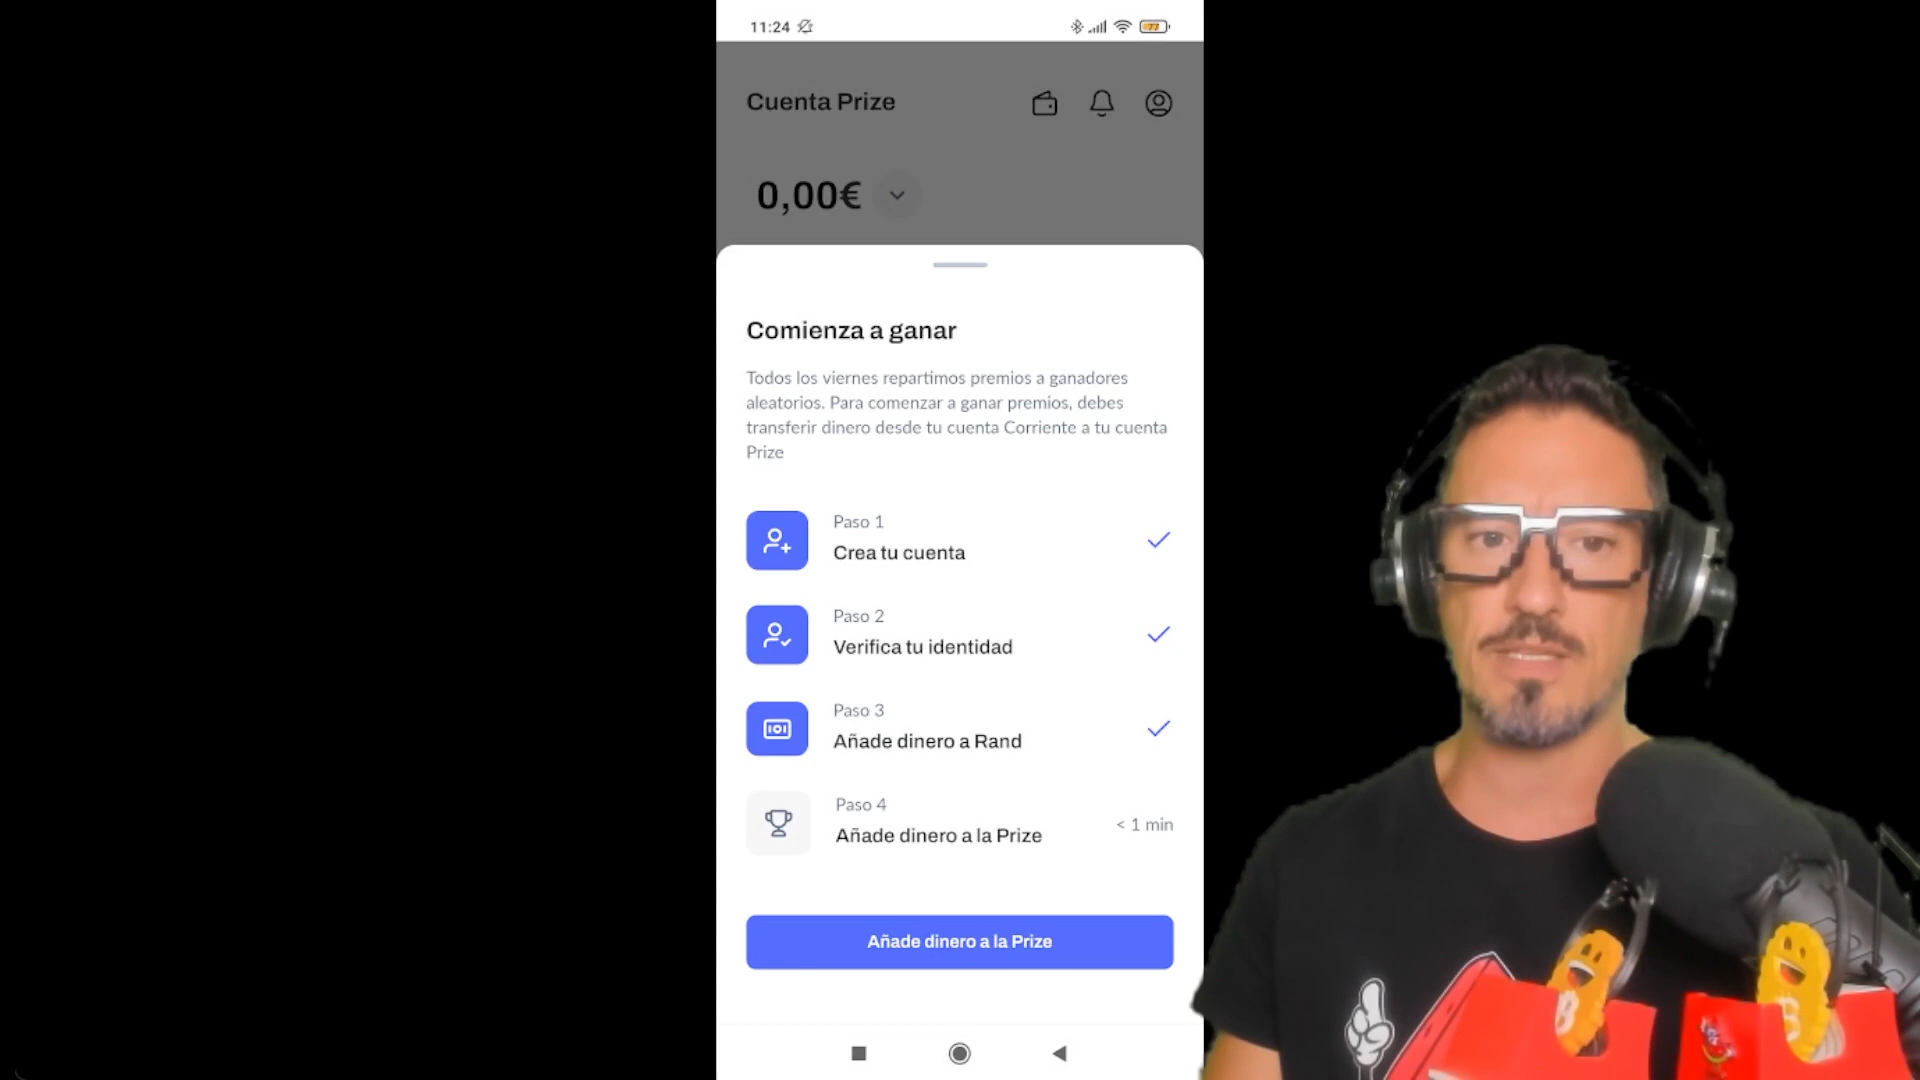 11:24
77
Cuenta Prize
0,00€
Comienza a ganar
Todos los viernes repartimos premios a ganadores
aleatorios. Para comenzar a ganar premios, debes
transferir dinero desde tu cuenta Corriente a tu cuenta
Prize
Paso 1
Crea tu cuenta
Paso 2
Verifica tu identidad
Paso 3
Añade dinero a Rand
Paso 4
Añade dinero a la Prize
< 1 min
Añade dinero a la Prize